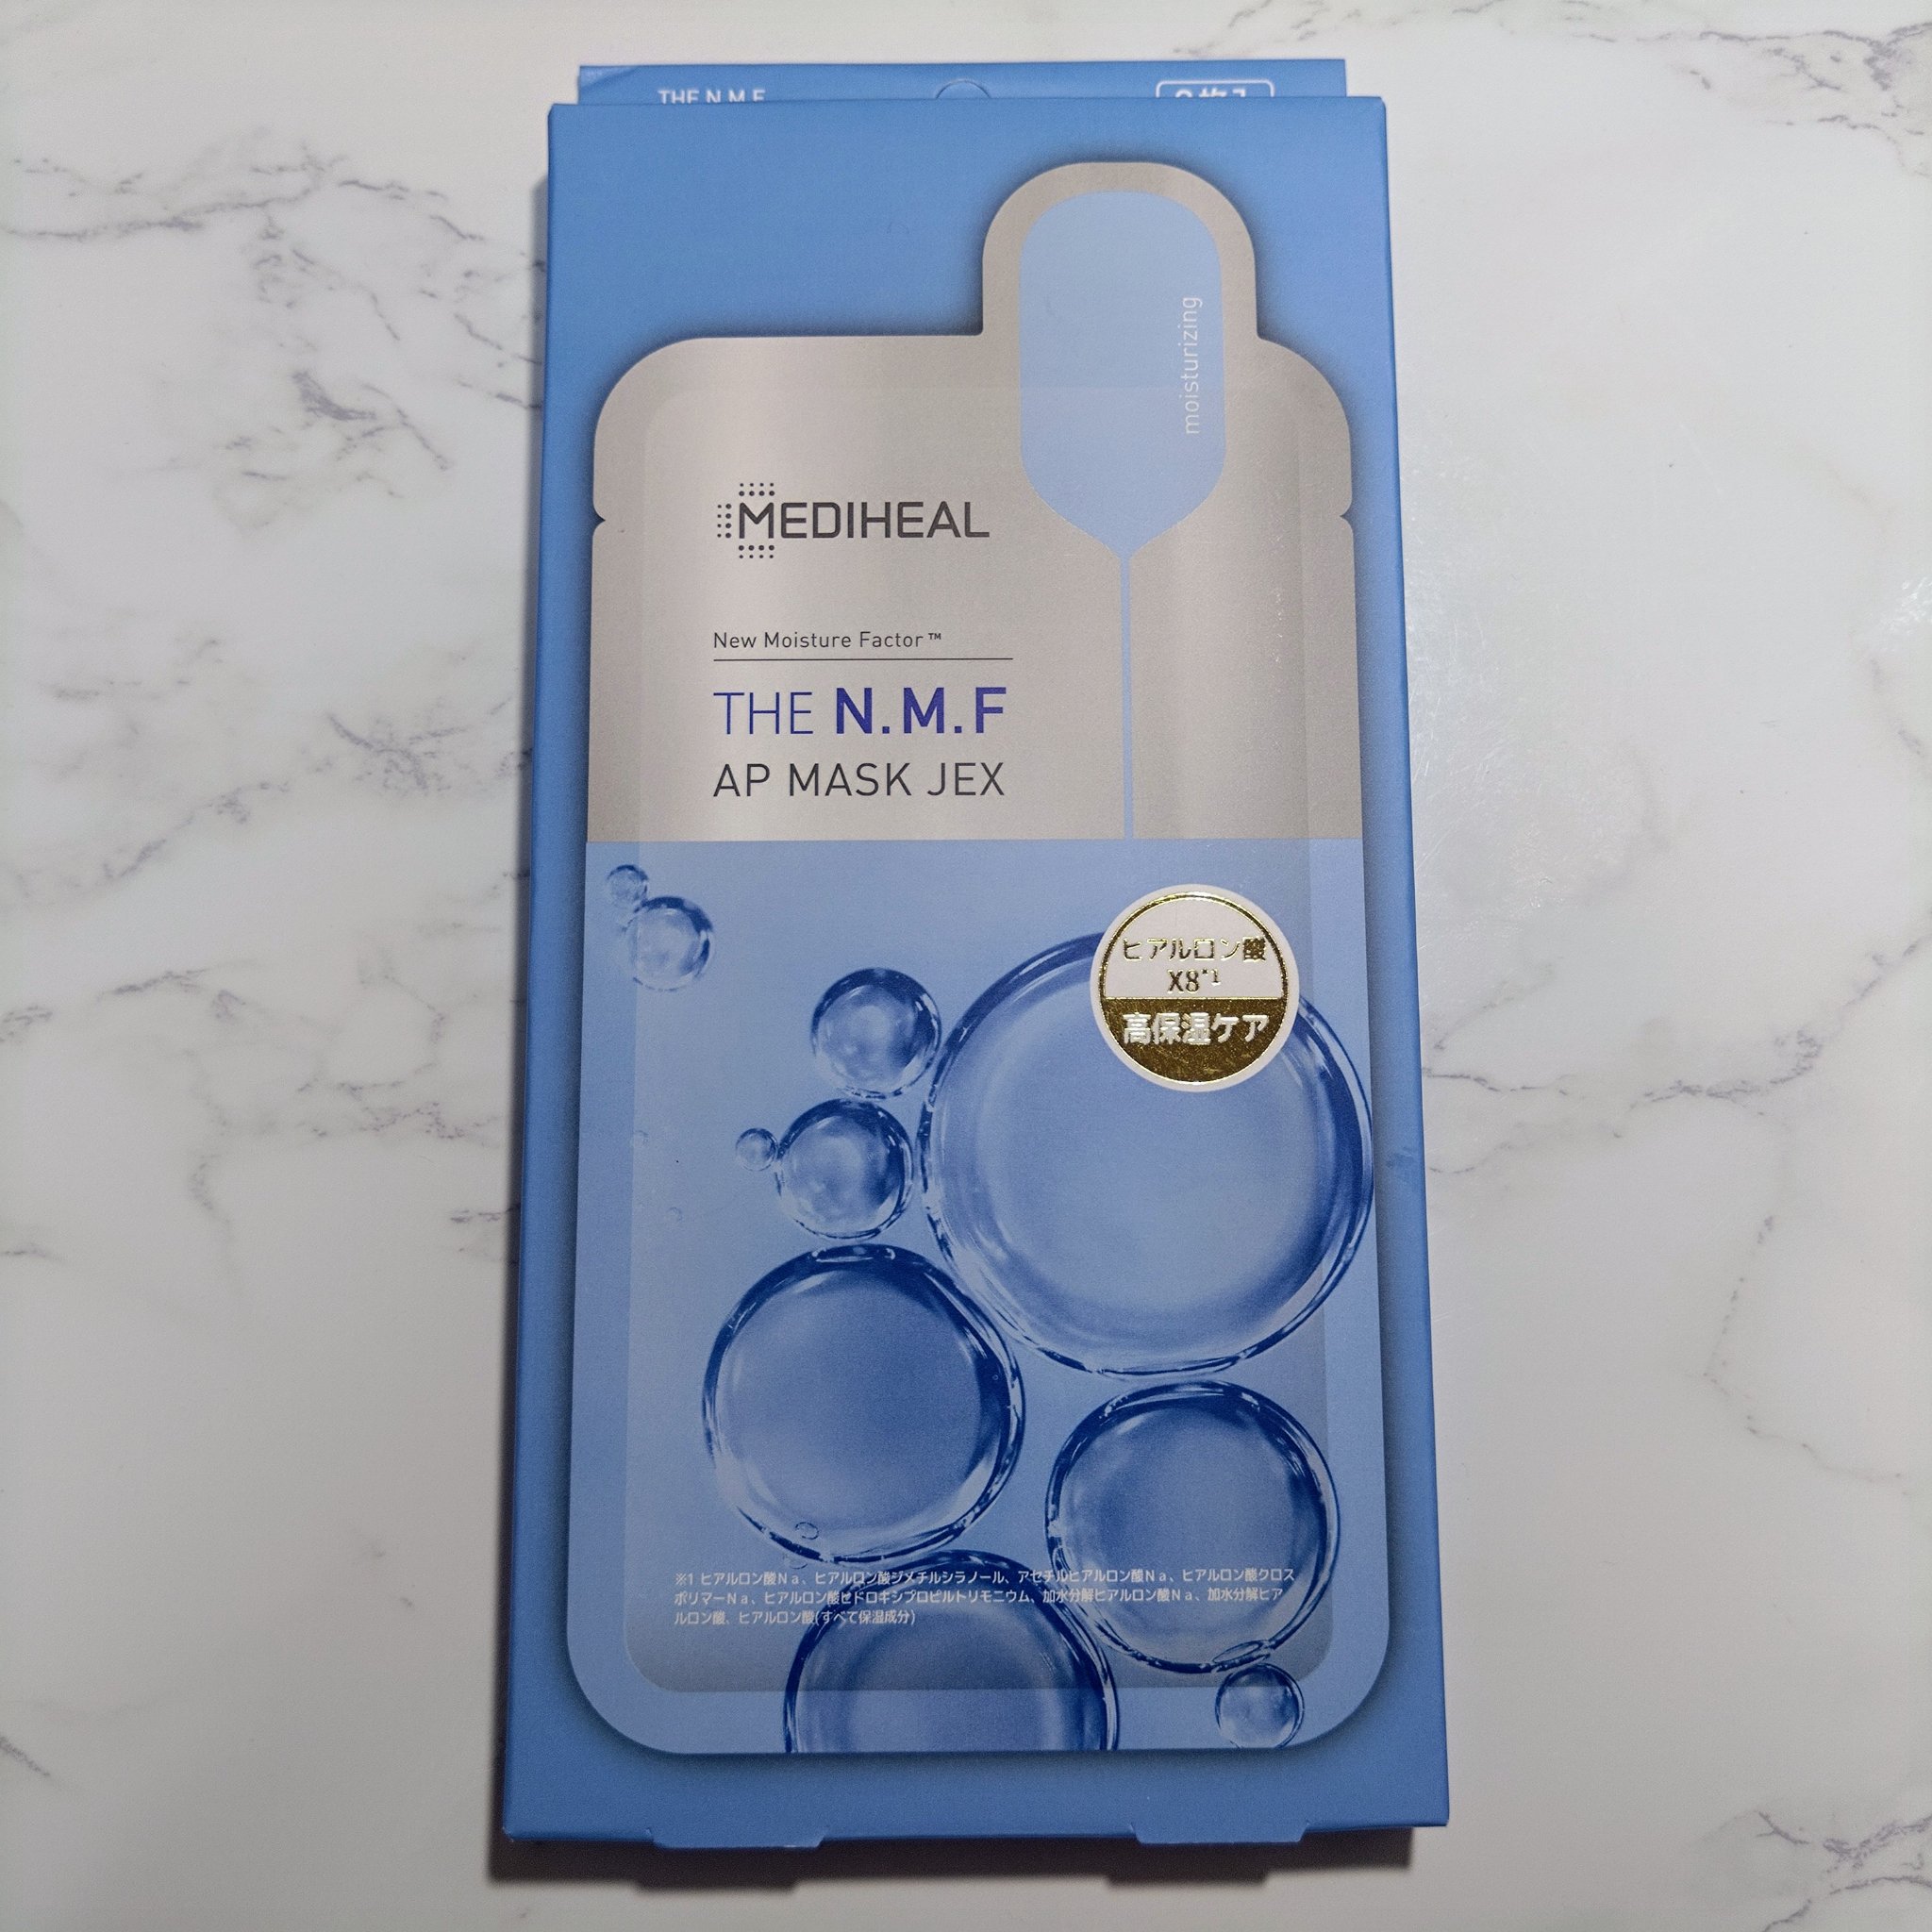 THE N.M.F
moisturizing
MEDIHEAL
New Moisture Factor™
THE N.M.F
AP MASK JEX
ヒアルロン酸
X8*1
高保湿ケア
※1 ヒアルロン酸Ｎａ、ヒアルロン酸ジメチルシラノール、アセチルヒアルロン酸Ｎａ、ヒアルロン酸クロス
ポリマーＮａ、ヒアルロン酸ヒドロキシプロピルトリモニウム、加水分解ヒアルロン酸Ｎａ、加水分解ヒア
ルロン酸、ヒアルロン酸(すべて保湿成分)